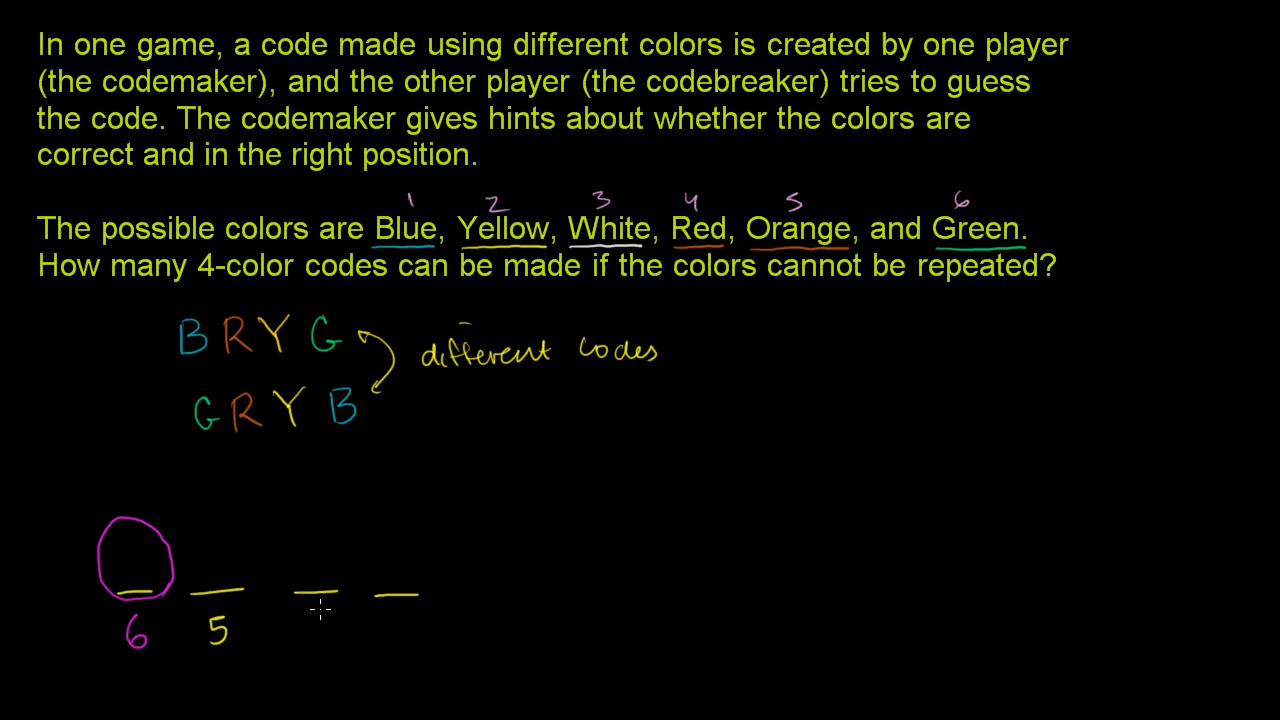 In one game, a code made using different colors is created by one player
(the codemaker), and the other player (the codebreaker) tries to guess
the code. The codemaker gives hints about whether the colors are
correct and in the right position.
1 2 3 4 5 6
The possible colors are Blue, Yellow, White, Red, Orange, and Green.
How many 4-color codes can be made if the colors cannot be repeated?
B R Y G
different codes
G R Y B
6 5